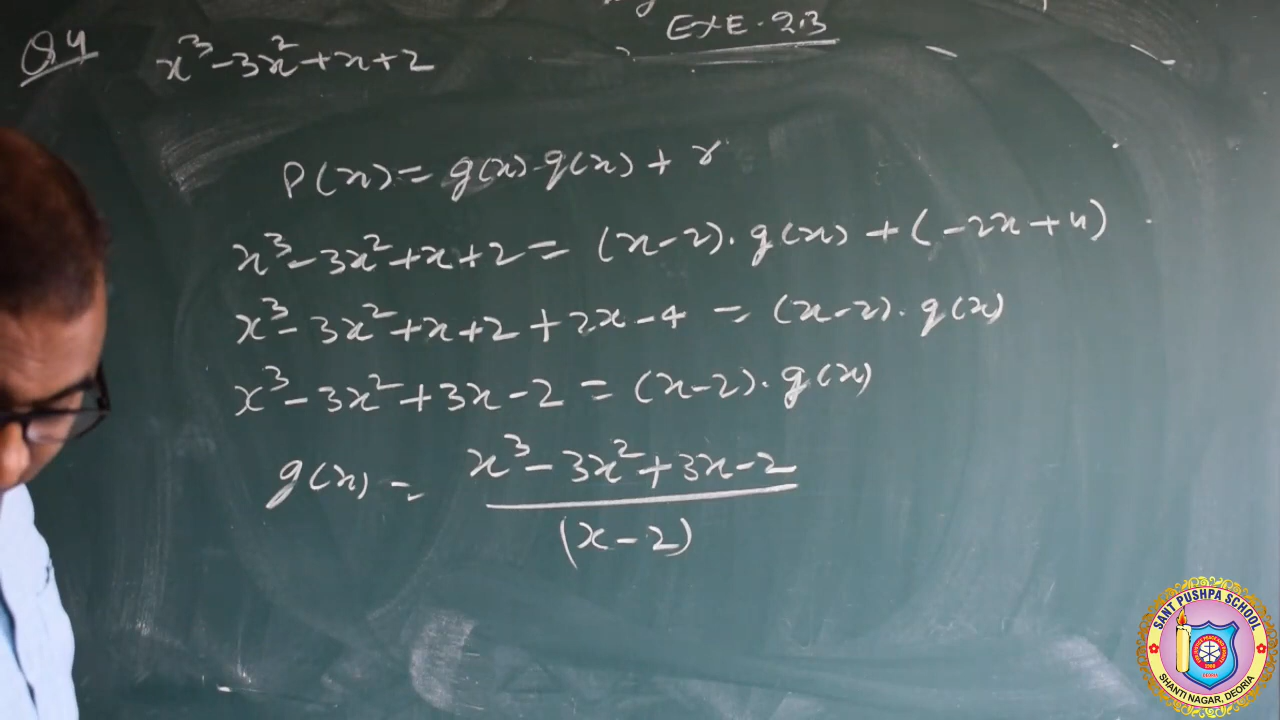 EXE. 2.3
Q4 x³-3x²+x+2
P(x) = g(x).q(x) + r
x³-3x²+x+2 = (x-2).g(x) + (-2x+4)
x³-3x²+x+2+2x-4 = (x-2).g(x)
x³-3x²+3x-2 = (x-2).g(x)
g(x) = x³-3x²+3x-2
(x-2)
SANT PUSHPA SCHOOL
SHANTI NAGAR, DEORIA